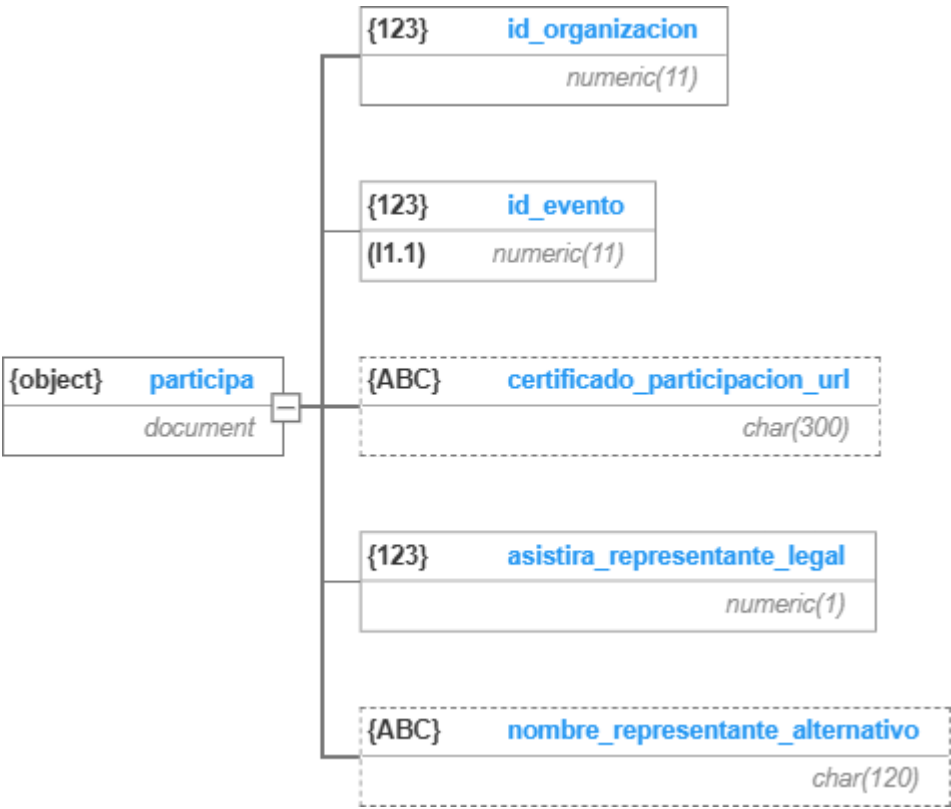 {123} id_organizacion
numeric(11)
{123} id_evento
(I1.1) numeric(11)
{object} participa
document
{ABC} certificado_participacion_url
char(300)
{123} asistira_representante_legal
numeric(1)
{ABC} nombre_representante_alternativo
char(120)